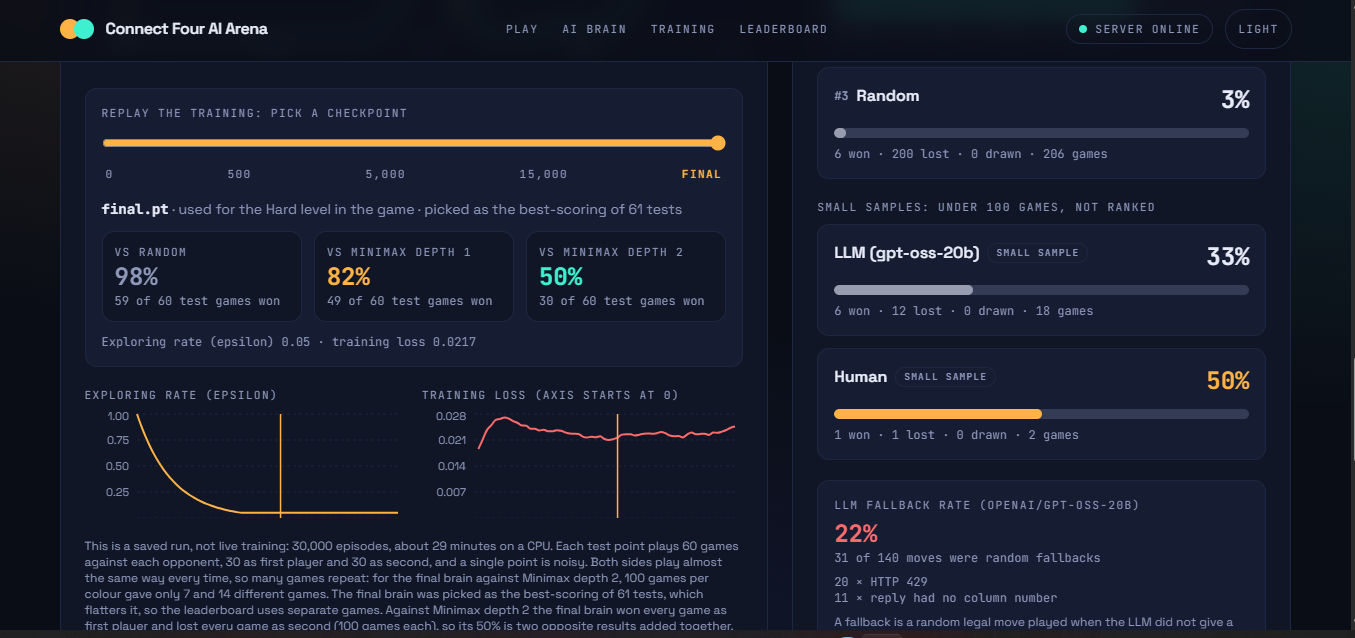 Connect Four AI Arena
PLAY AI BRAIN TRAINING LEADERBOARD
SERVER ONLINE
LIGHT
REPLAY THE TRAINING: PICK A CHECKPOINT
0 500 5,000 15,000 FINAL
final.pt · used for the Hard level in the game · picked as the best-scoring of 61 tests
VS RANDOM
98%
59 of 60 test games won
VS MINIMAX DEPTH 1
82%
49 of 60 test games won
VS MINIMAX DEPTH 2
50%
30 of 60 test games won
Exploring rate (epsilon) 0.05 · training loss 0.0217
EXPLORING RATE (EPSILON)
1.00
0.75
0.50
0.25
TRAINING LOSS (AXIS STARTS AT 0)
0.028
0.021
0.014
0.007
This is a saved run, not live training: 30,000 episodes, about 29 minutes on a CPU. Each test point plays 60 games
against each opponent, 30 as first player and 30 as second, and a single point is noisy. Both sides play almost
the same way every time, so many games repeat: for the final brain against Minimax depth 2, 100 games per
colour gave only 7 and 14 different games. The final brain was picked as the best-scoring of 61 tests, which
flatters it, so the leaderboard uses separate games. Against Minimax depth 2 the final brain won every game as
first player and lost every game as second (100 games each), so its 50% is two opposite results added together.
#3 Random
3%
6 won · 200 lost · 0 drawn · 206 games
SMALL SAMPLES: UNDER 100 GAMES, NOT RANKED
LLM (gpt-oss-20b) SMALL SAMPLE
33%
6 won · 12 lost · 0 drawn · 18 games
Human SMALL SAMPLE
50%
1 won · 1 lost · 0 drawn · 2 games
LLM FALLBACK RATE (OPENAI/GPT-OSS-20B)
22%
31 of 140 moves were random fallbacks
20 × HTTP 429
11 × reply had no column number
A fallback is a random legal move played when the LLM did not give a